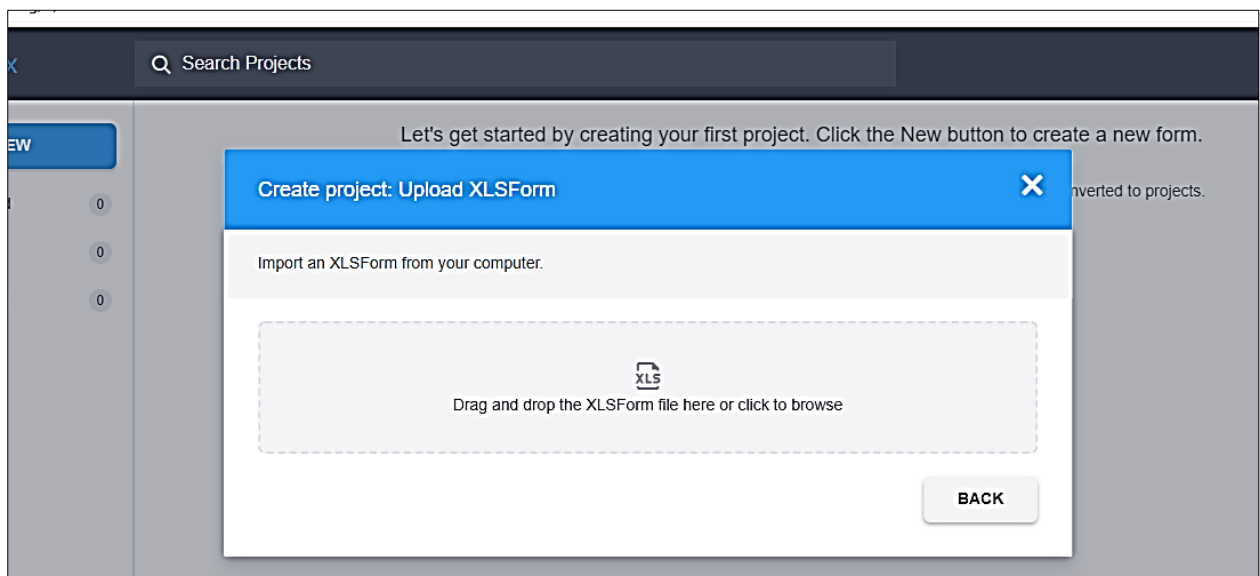 X
Search Projects
EW
Let's get started by creating your first project. Click the New button to create a new form.
Create project: Upload XLSForm
nverted to projects.
0
Import an XLSForm from your computer.
0
0
XLS
Drag and drop the XLSForm file here or click to browse
BACK